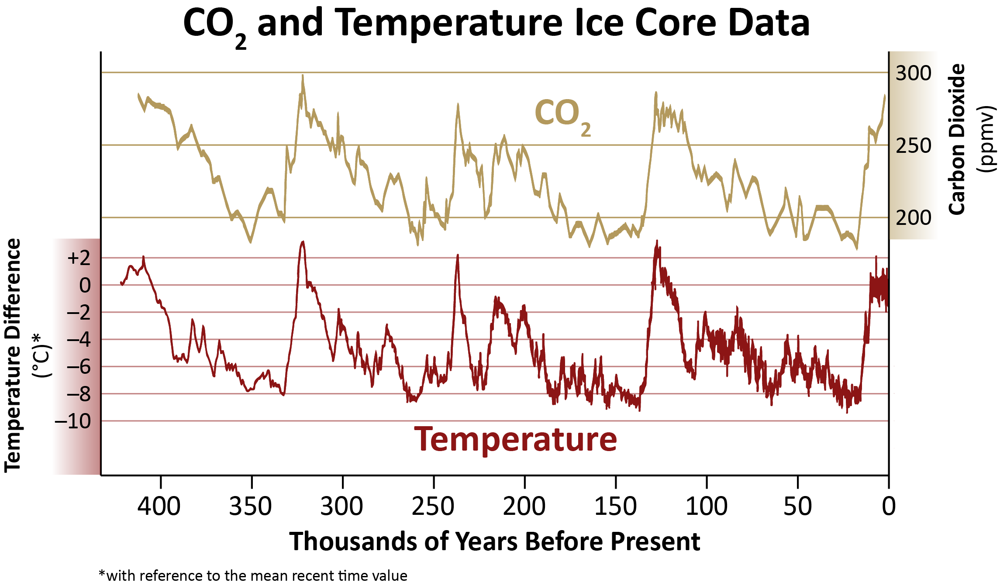 CO₂ and Temperature Ice Core Data
300
250
200
Carbon Dioxide
(ppmv)
CO₂
Temperature Difference
(°C)*
+2
0
–2
–4
–6
–8
–10
Temperature
400 350 300 250 200 150 100 50 0
Thousands of Years Before Present
*with reference to the mean recent time value